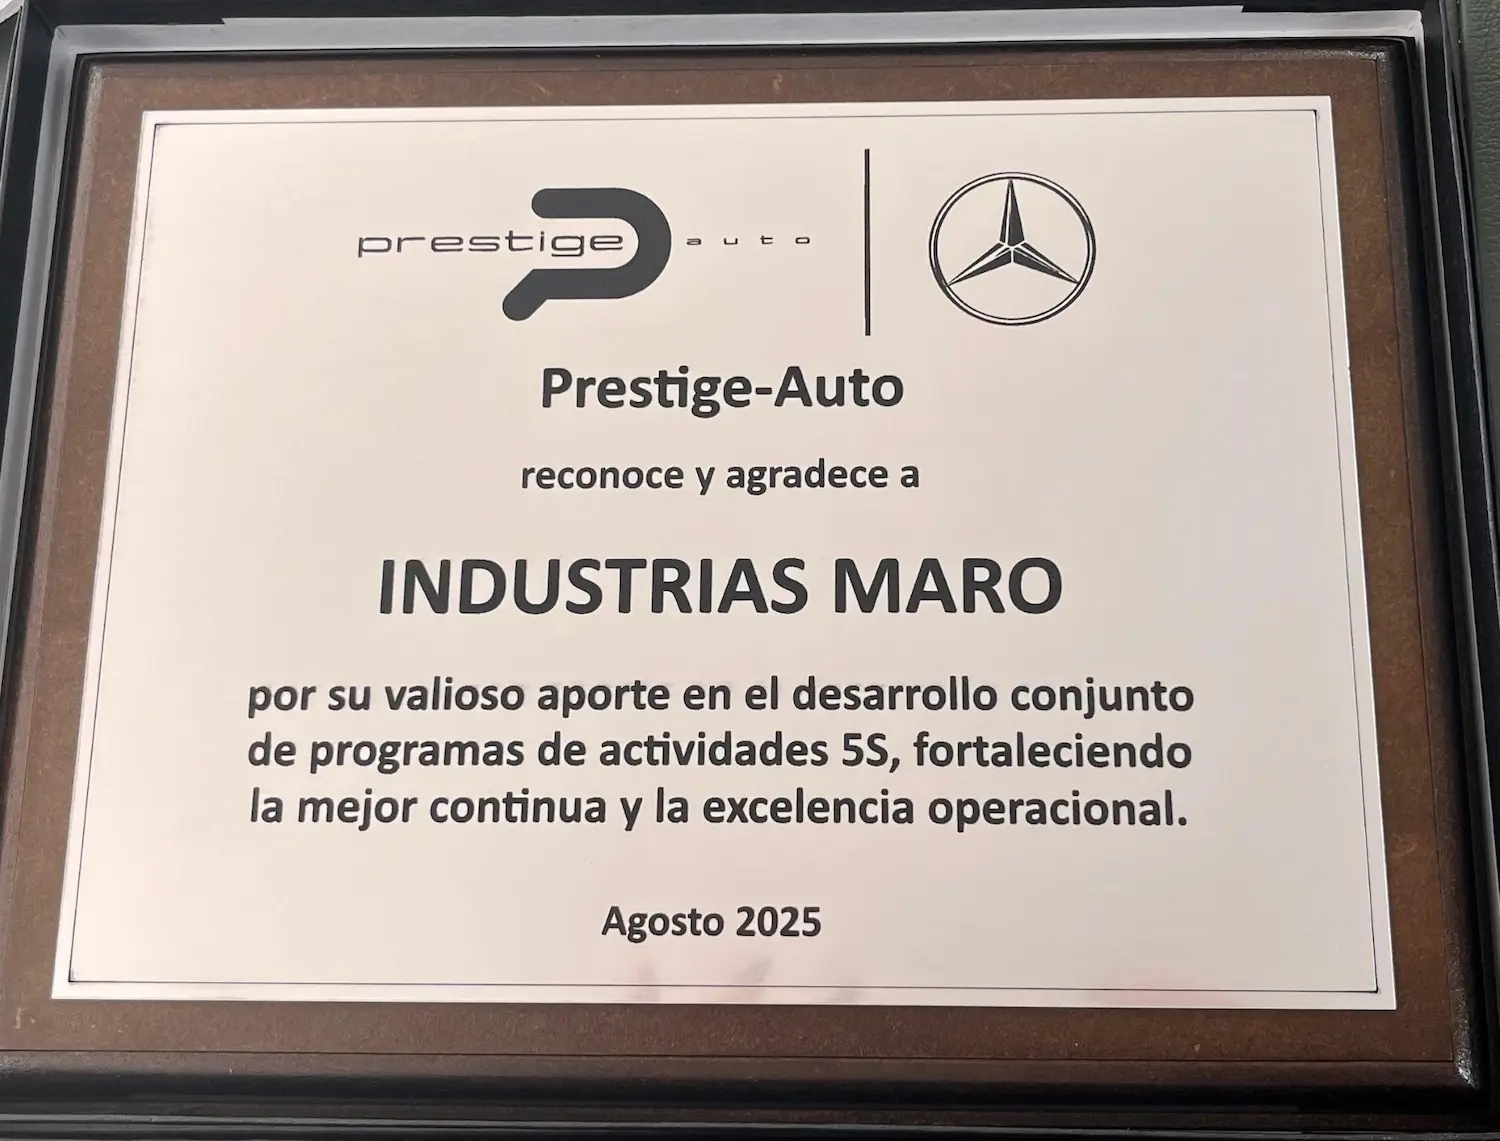 prestige auto
Prestige-Auto
reconoce y agradece a
INDUSTRIAS MARO
por su valioso aporte en el desarrollo conjunto
de programas de actividades 5S, fortaleciendo
la mejor continua y la excelencia operacional.
Agosto 2025